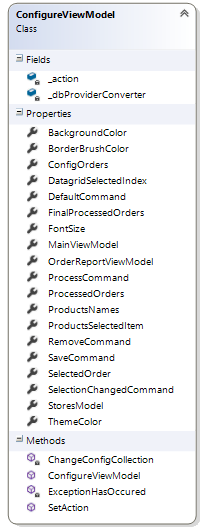 ConfigureViewModel
Class
Fields
_action
_dbProviderConverter
Properties
BackgroundColor
BorderBrushColor
ConfigOrders
DatagridSelectedIndex
DefaultCommand
FinalProcessedOrders
FontSize
MainViewModel
OrderReportViewModel
ProcessCommand
ProcessedOrders
ProductsNames
ProductsSelectedItem
RemoveCommand
SaveCommand
SelectedOrder
SelectionChangedCommand
StoresModel
ThemeColor
Methods
ChangeConfigCollection
ConfigureViewModel
ExceptionHasOccured
SetAction